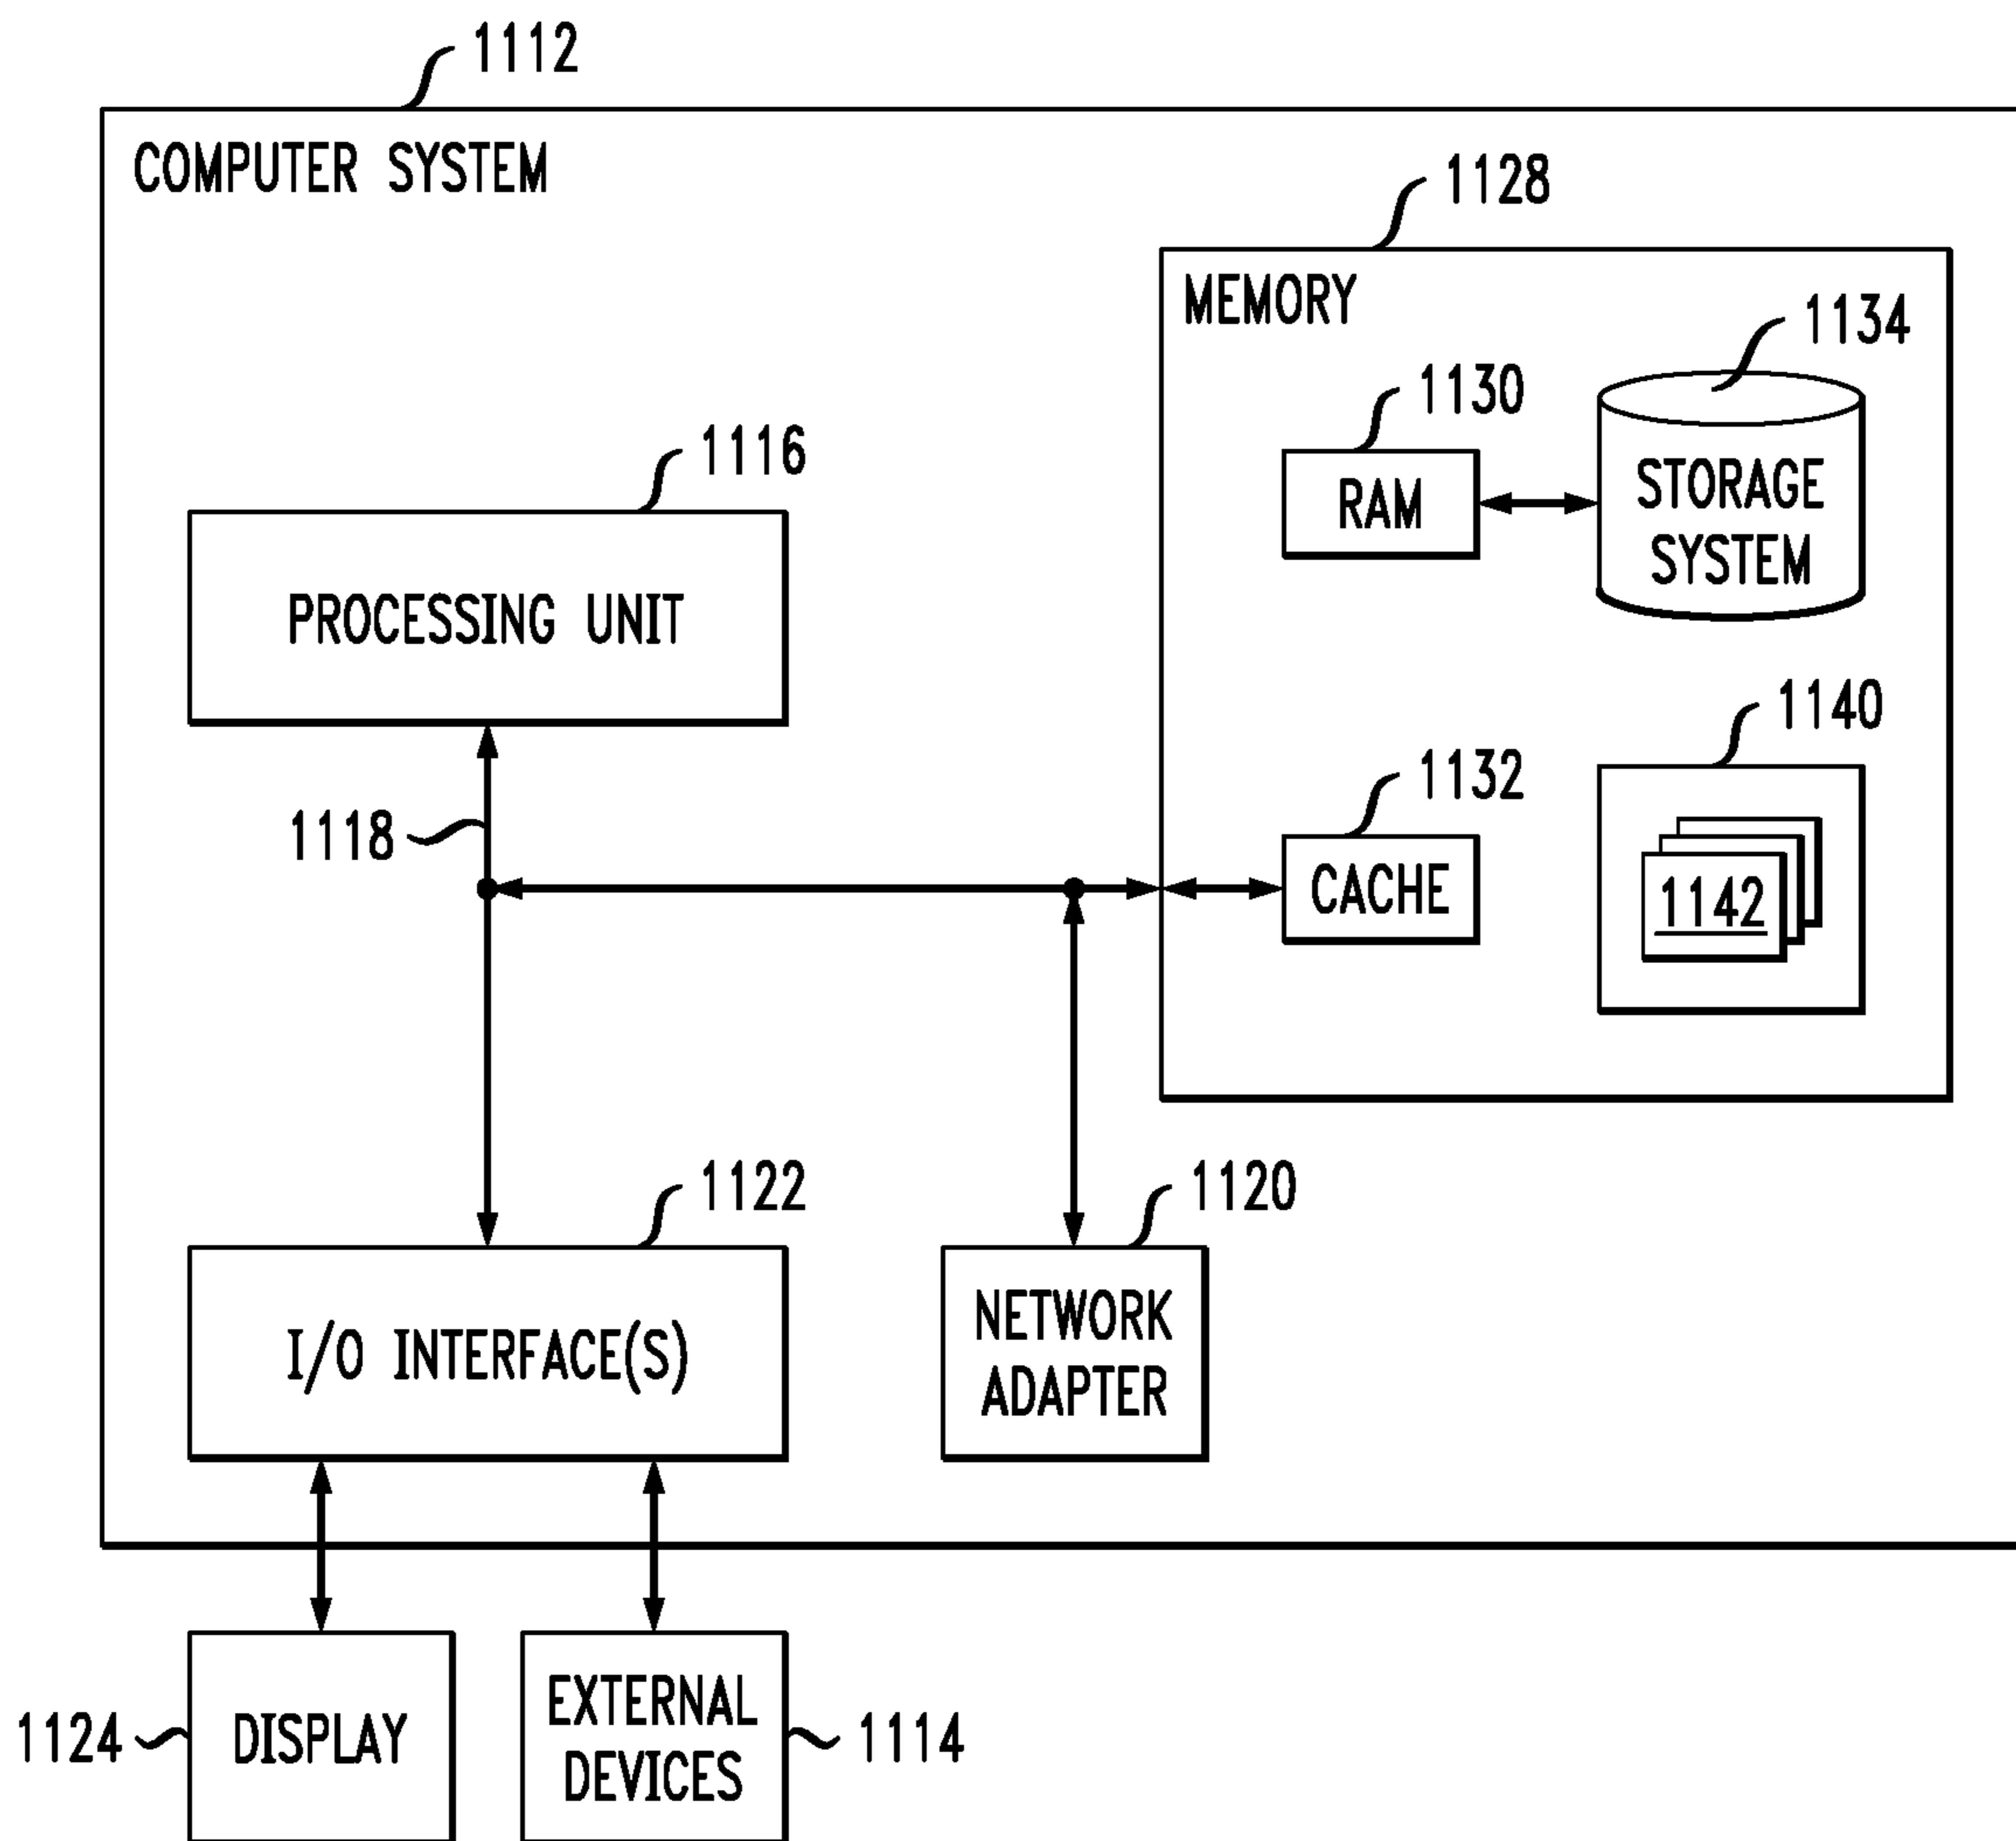 1112
COMPUTER SYSTEM
1128
MEMORY
1134
1130
RAM
STORAGE
SYSTEM
1116
PROCESSING UNIT
1140
1132
CACHE
1142
1118
1122
I/O INTERFACE(S)
1120
NETWORK
ADAPTER
1124
DISPLAY
EXTERNAL
DEVICES
1114